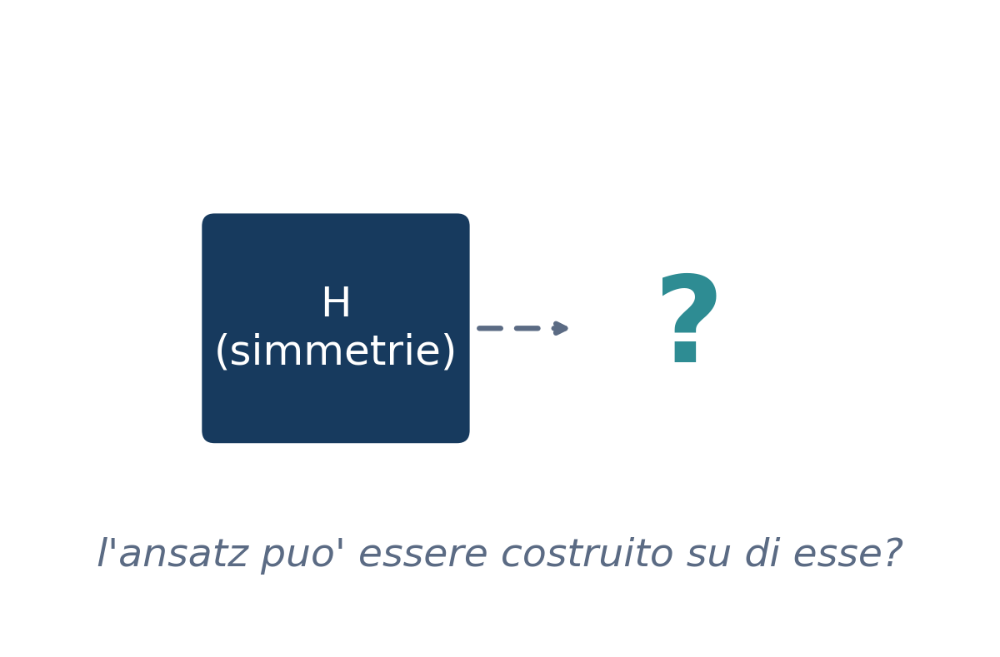 H
(simmetrie)
?
l'ansatz puo' essere costruito su di esse?